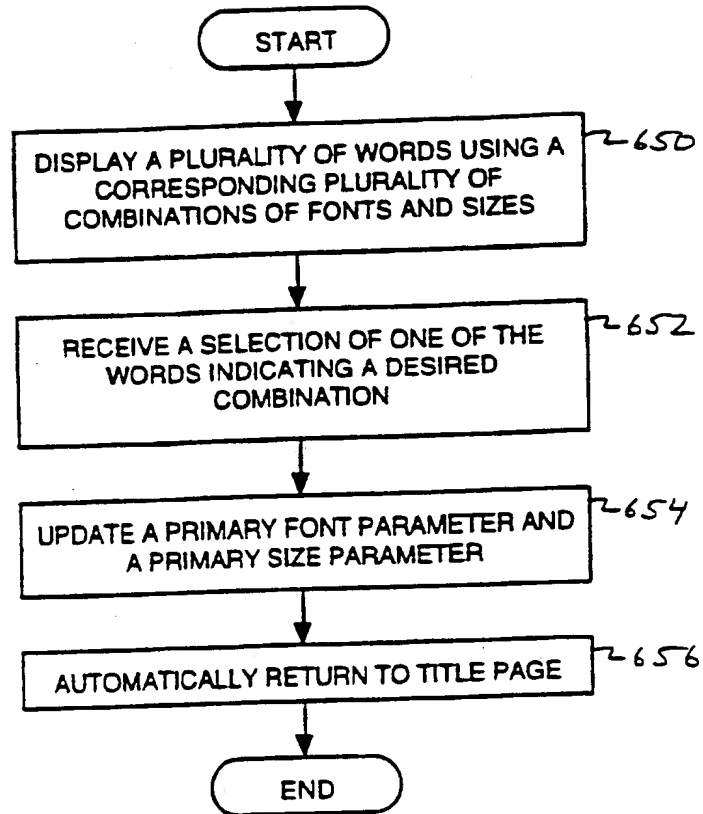 START
DISPLAY A PLURALITY OF WORDS USING A
650
CORRESPONDING PLURALITY OF
COMBINATIONS OF FONTS AND SIZES
RECEIVE A SELECTION OF ONE OF THE
652
WORDS INDICATING A DESIRED
COMBINATION
UPDATE A PRIMARY FONT PARAMETER AND
654
A PRIMARY SIZE PARAMETER
AUTOMATICALLY RETURN TO TITLE PAGE
656
END